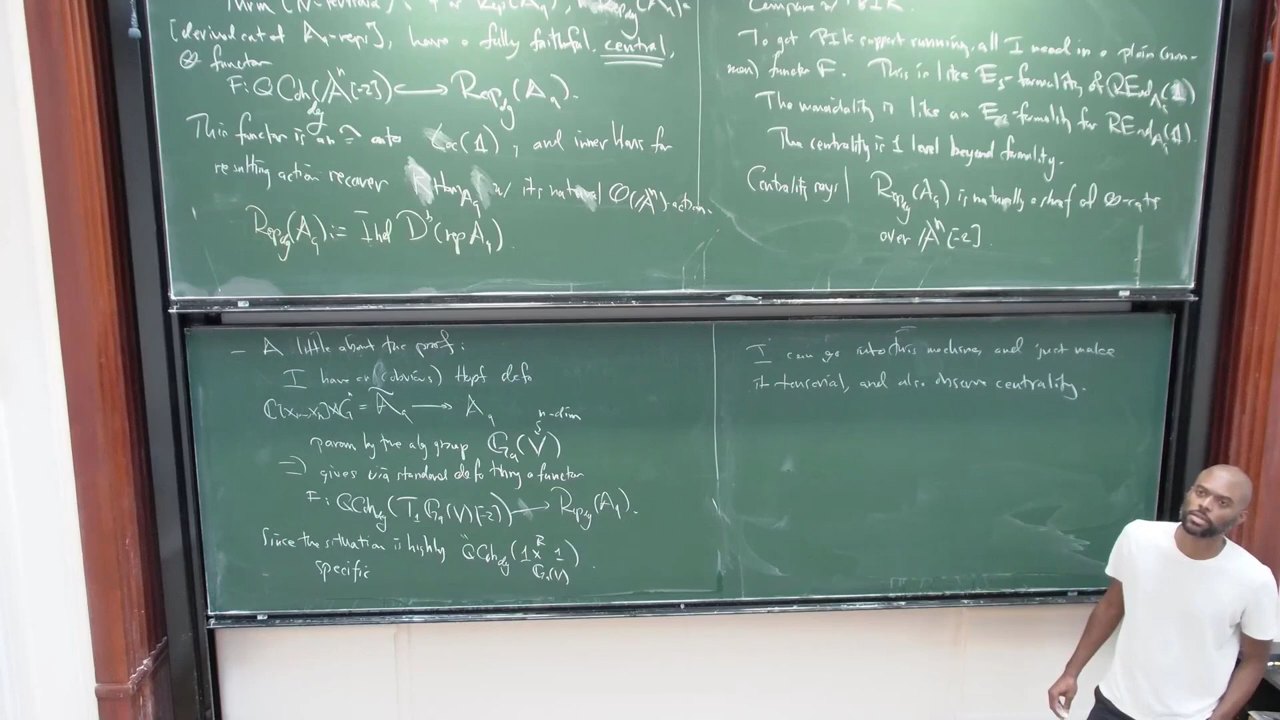 [derived cat of A_q-repr], have a fully faithful, central,
⊗ functor
F: QCoh_dg(𝔸^n[-2]) ↪ Rep_dg(A_q).
This functor is an ≅ onto Loc(1), and inner Homs for
resulting action recover w/ its natural O(𝔸^n)-action.
Rep_dg(A_q) := Ind D^b(rep A_q).
To get BIK support running, all I need is a plain (non-
mon) functor F. This is like E_1-formality of REnd_{A_q}(1)
The monoidality is like an E_2-formality for REnd_{A_q}(1).
The centrality is 1 level beyond formality.
Centrality says | Rep_dg(A_q) is naturally a sheaf of ⊗-cats
over 𝔸^n[-2].
- A little about the proof:
I have an (obvious) Hopf defo
ℂ[x_1...x_n]⋊G = Ã_q → A_q
param by the alg group 𝔾_a(V) n-dim
⇒ gives via standard defo thry a functor
F: QCoh_dg(T_1 𝔾_a(V)[-2]) → Rep_dg(A_q).
Since the situation is highly QCoh_dg(1 ×^R_{𝔾_a(V)} 1).
specific
I can go into this machine, and just make
it tensorial, and also observe centrality.